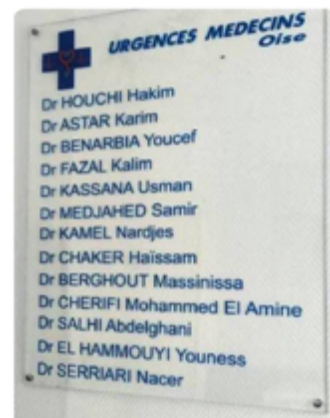 URGENCES MEDECINS
Oise
Dr HOUCHI Hakim
Dr ASTAR Karim
Dr BENARBIA Youcef
Dr FAZAL Kalim
Dr KASSANA Usman
Dr MEDJAHED Samir
Dr KAMEL Nardjes
Dr CHAKER Haïssam
Dr BERGHOUT Massinissa
Dr CHERIFI Mohammed El Amine
Dr SALHI Abdelghani
Dr EL HAMMOUYI Youness
Dr SERRIARI Nacer